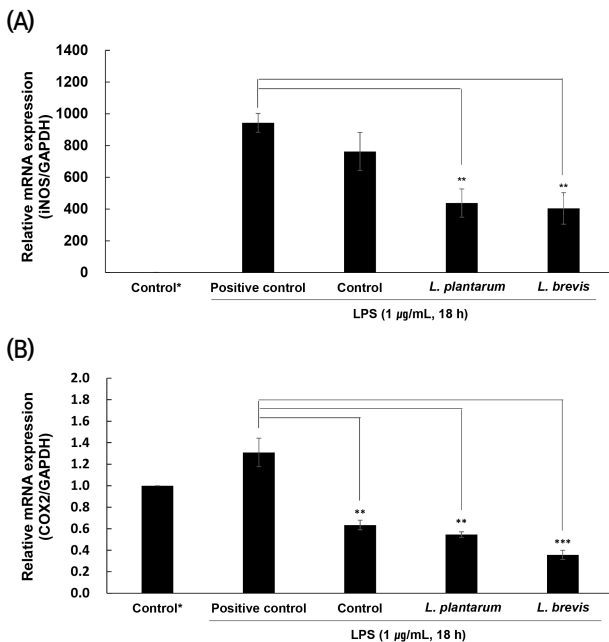 (A)
Relative mRNA expression
(iNOS/GAPDH)
1400
1200
1000
800
600
400
200
0
**
**
Control*
Positive control
Control
L. plantarum
L. brevis
LPS (1 ㎍/mL, 18 h)
(B)
Relative mRNA expression
(COX2/GAPDH)
2.0
1.8
1.6
1.4
1.2
1.0
0.8
0.6
0.4
0.2
0.0
**
**
***
Control*
Positive control
Control
L. plantarum
L. brevis
LPS (1 ㎍/mL, 18 h)